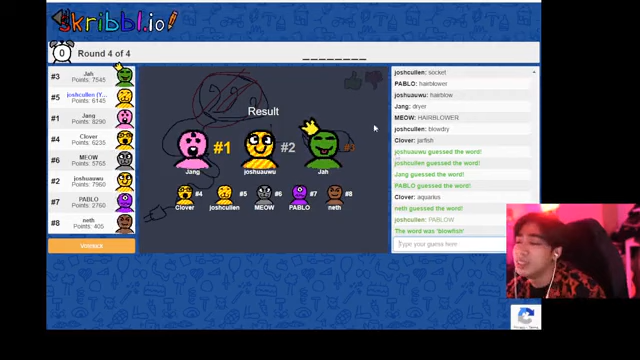 skribbl.io
0
Round 4 of 4
_ _ _ _ _ _ _ _
#3
Jah
Points: 7545
#5
joshcullen (Y...
Points: 6145
#1
Jang
Points: 8290
#4
Clover
Points: 6235
#6
MEOW
Points: 5765
#2
joshuauwu
Points: 7960
#7
PABLO
Points: 2760
#8
neth
Points: 405
Votekick
Result
#1
#2
#3
Jang
joshuauwu
Jah
#4
#5
#6
#7
#8
Clover
joshcullen
MEOW
PABLO
neth
joshcullen: socket
PABLO: hairblower
joshuauwu: hairblow
Jang: dryer
MEOW: HAIRBLOWER
joshcullen: blowdry
Clover: jarfish
joshuauwu guessed the word!
joshcullen guessed the word!
Jang guessed the word!
PABLO guessed the word!
Clover: aquarius
neth guessed the word!
joshcullen: PABLOW
The word was 'blowfish'
Type your guess here